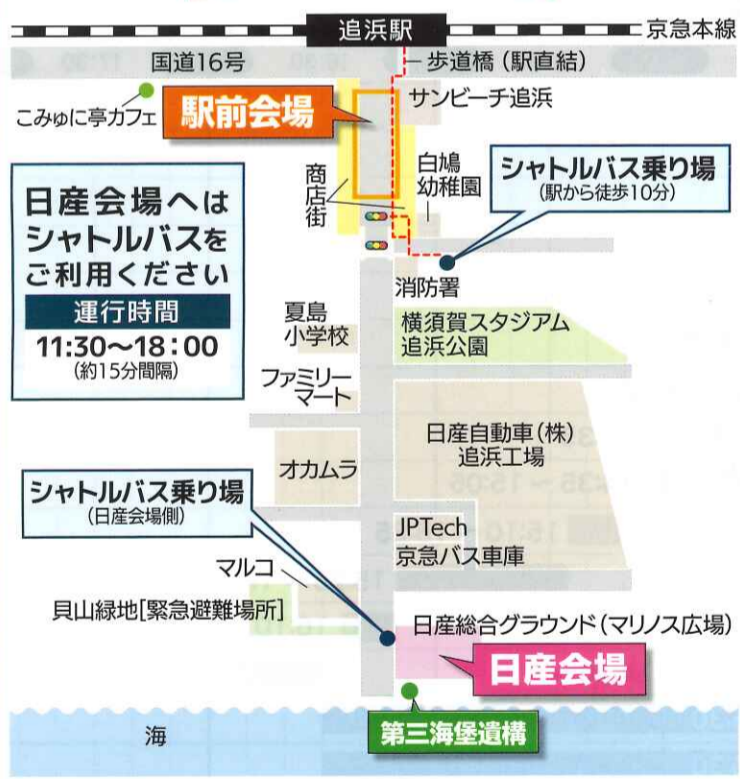 追浜駅
京急本線
国道16号
歩道橋（駅直結）
こみゅに亭カフェ
駅前会場
サンビーチ追浜
商店街
白鳩
幼稚園
シャトルバス乗り場
（駅から徒歩10分）
日産会場へは
シャトルバスを
ご利用ください
運行時間
11:30〜18:00
（約15分間隔）
消防署
夏島
小学校
横須賀スタジアム
追浜公園
ファミリー
マート
日産自動車（株）
追浜工場
オカムラ
シャトルバス乗り場
（日産会場側）
JPTech
京急バス車庫
マルコ
貝山緑地[緊急避難場所]
日産総合グラウンド（マリノス広場）
日産会場
第三海堡遺構
海